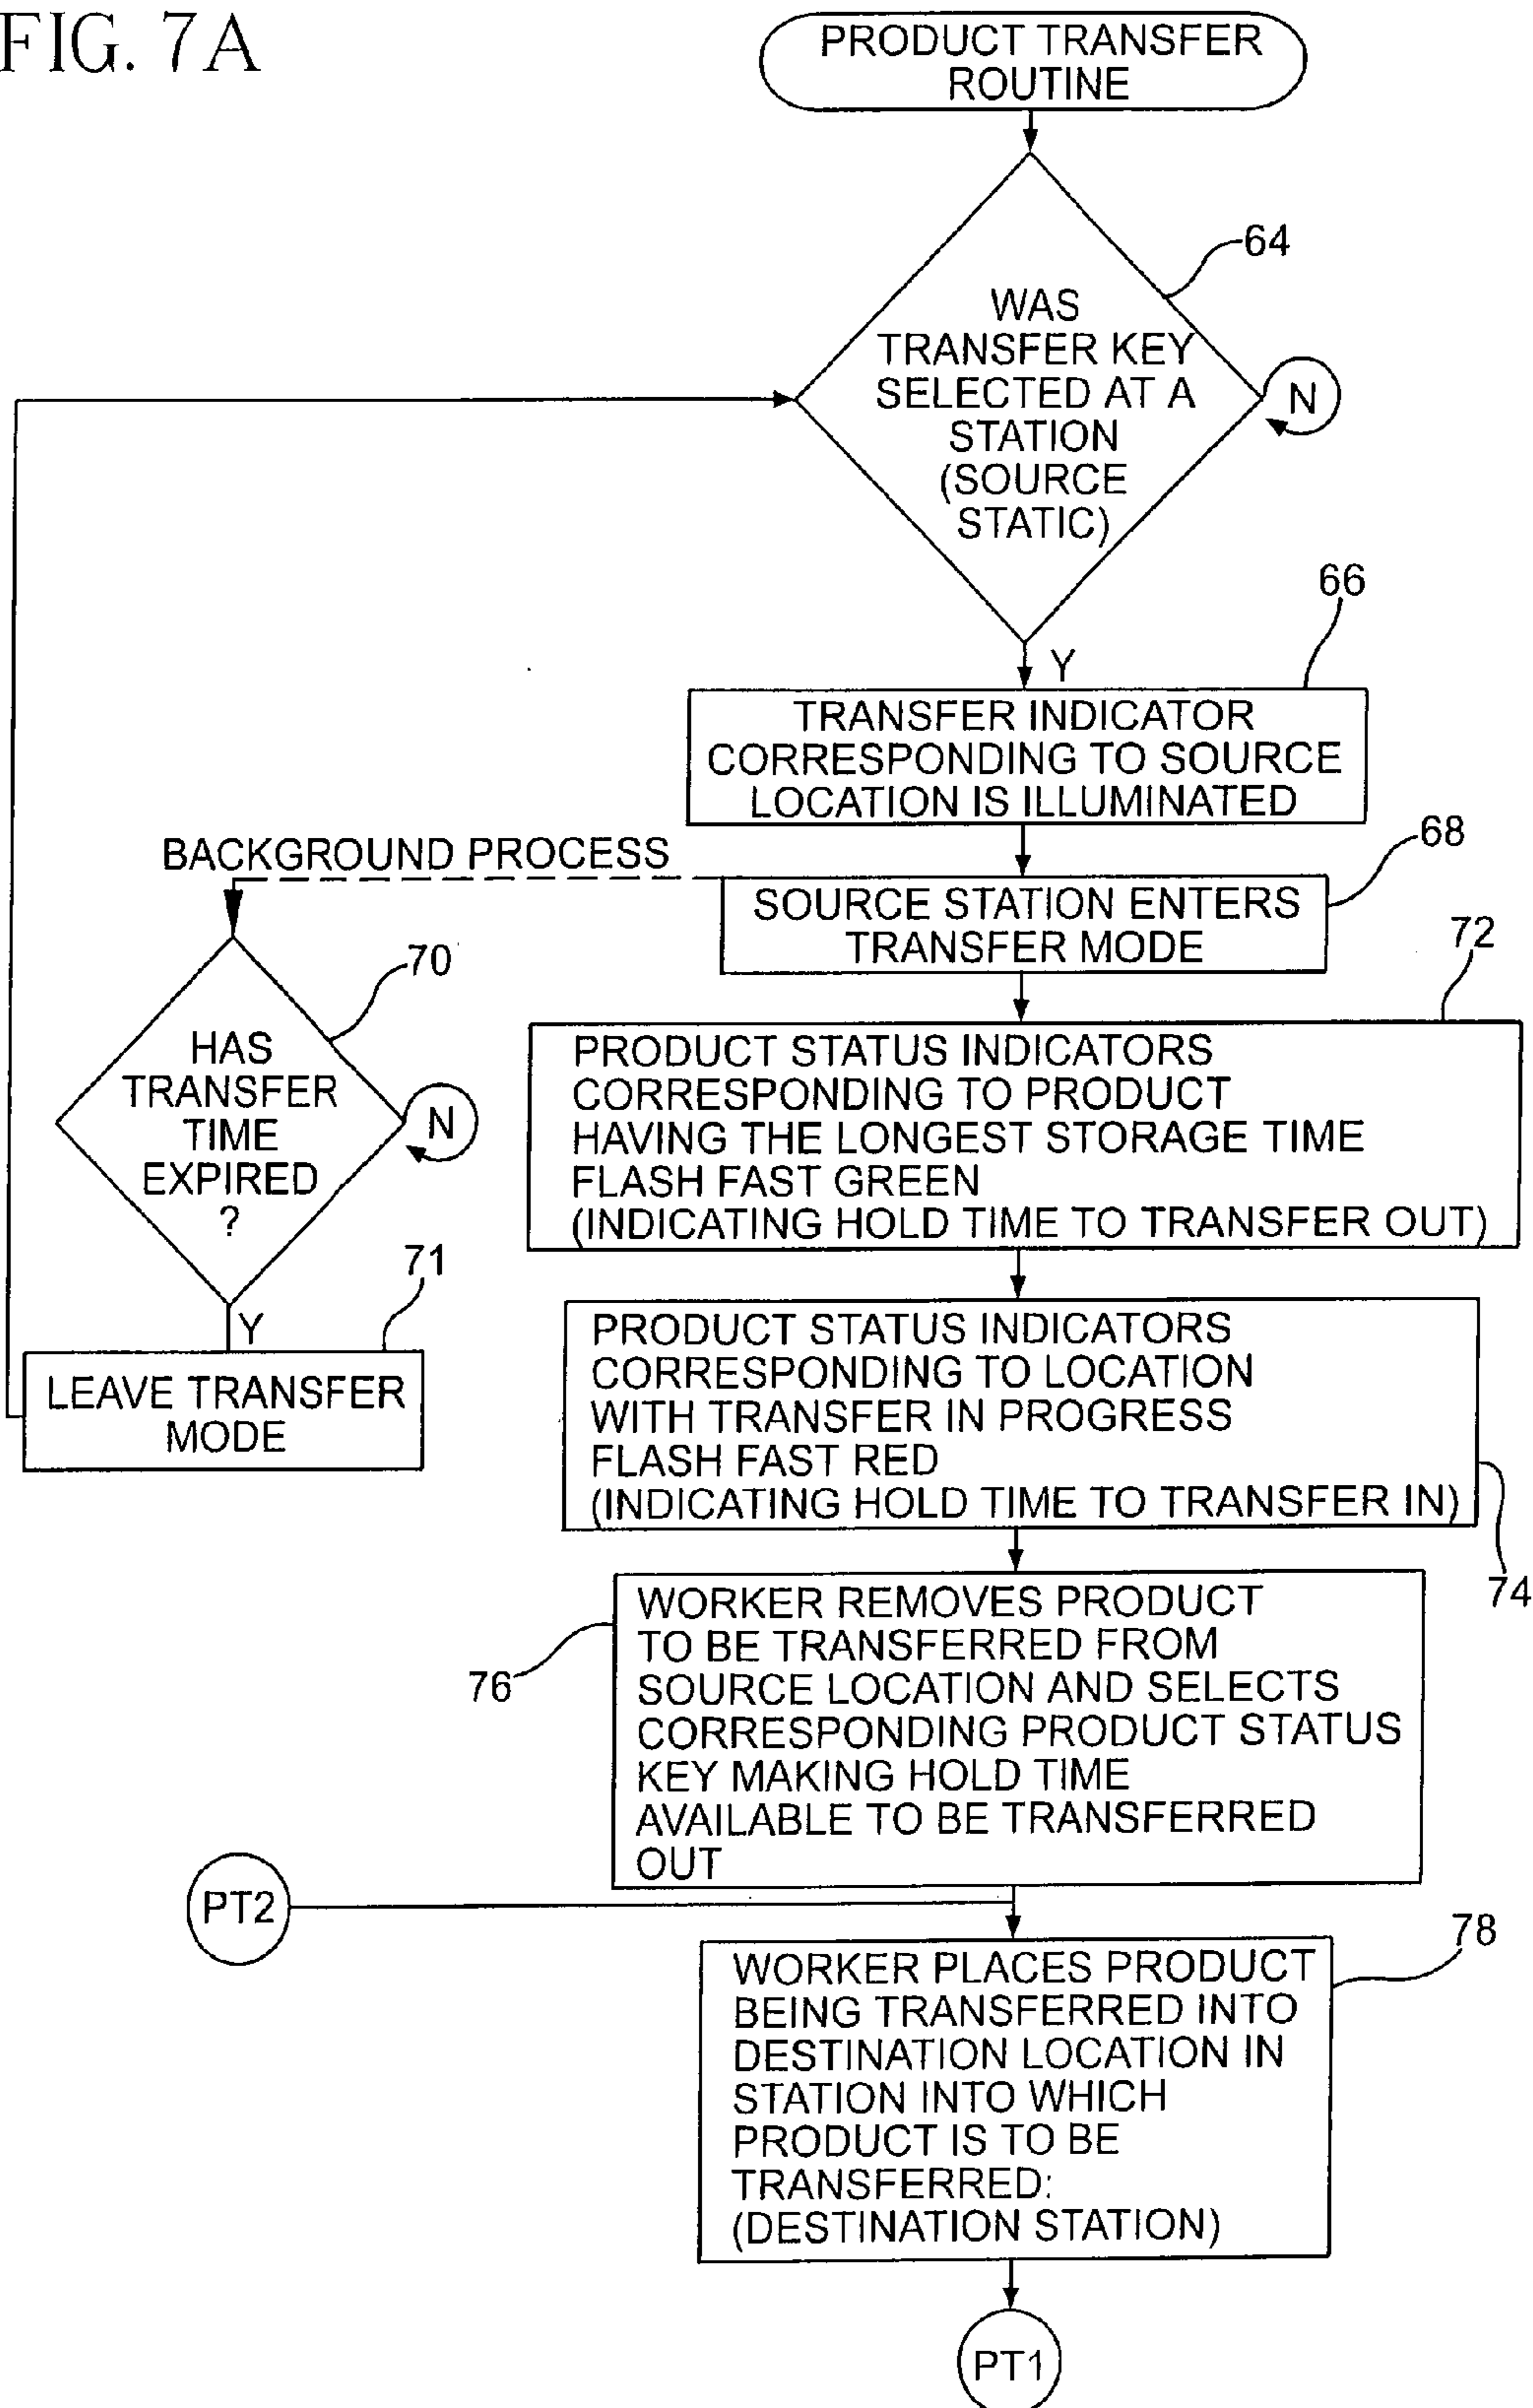 FIG. 7A
PRODUCT TRANSFER
ROUTINE
64
WAS
TRANSFER KEY
SELECTED AT A
STATION
(SOURCE
STATIC)
N
Y
66
TRANSFER INDICATOR
CORRESPONDING TO SOURCE
LOCATION IS ILLUMINATED
BACKGROUND PROCESS
68
SOURCE STATION ENTERS
TRANSFER MODE
70
HAS
TRANSFER
TIME
EXPIRED
?
N
Y
71
LEAVE TRANSFER
MODE
72
PRODUCT STATUS INDICATORS
CORRESPONDING TO PRODUCT
HAVING THE LONGEST STORAGE TIME
FLASH FAST GREEN
(INDICATING HOLD TIME TO TRANSFER OUT)
PRODUCT STATUS INDICATORS
CORRESPONDING TO LOCATION
WITH TRANSFER IN PROGRESS
FLASH FAST RED
(INDICATING HOLD TIME TO TRANSFER IN)
74
76
WORKER REMOVES PRODUCT
TO BE TRANSFERRED FROM
SOURCE LOCATION AND SELECTS
CORRESPONDING PRODUCT STATUS
KEY MAKING HOLD TIME
AVAILABLE TO BE TRANSFERRED
OUT
PT2
78
WORKER PLACES PRODUCT
BEING TRANSFERRED INTO
DESTINATION LOCATION IN
STATION INTO WHICH
PRODUCT IS TO BE
TRANSFERRED:
(DESTINATION STATION)
PT1